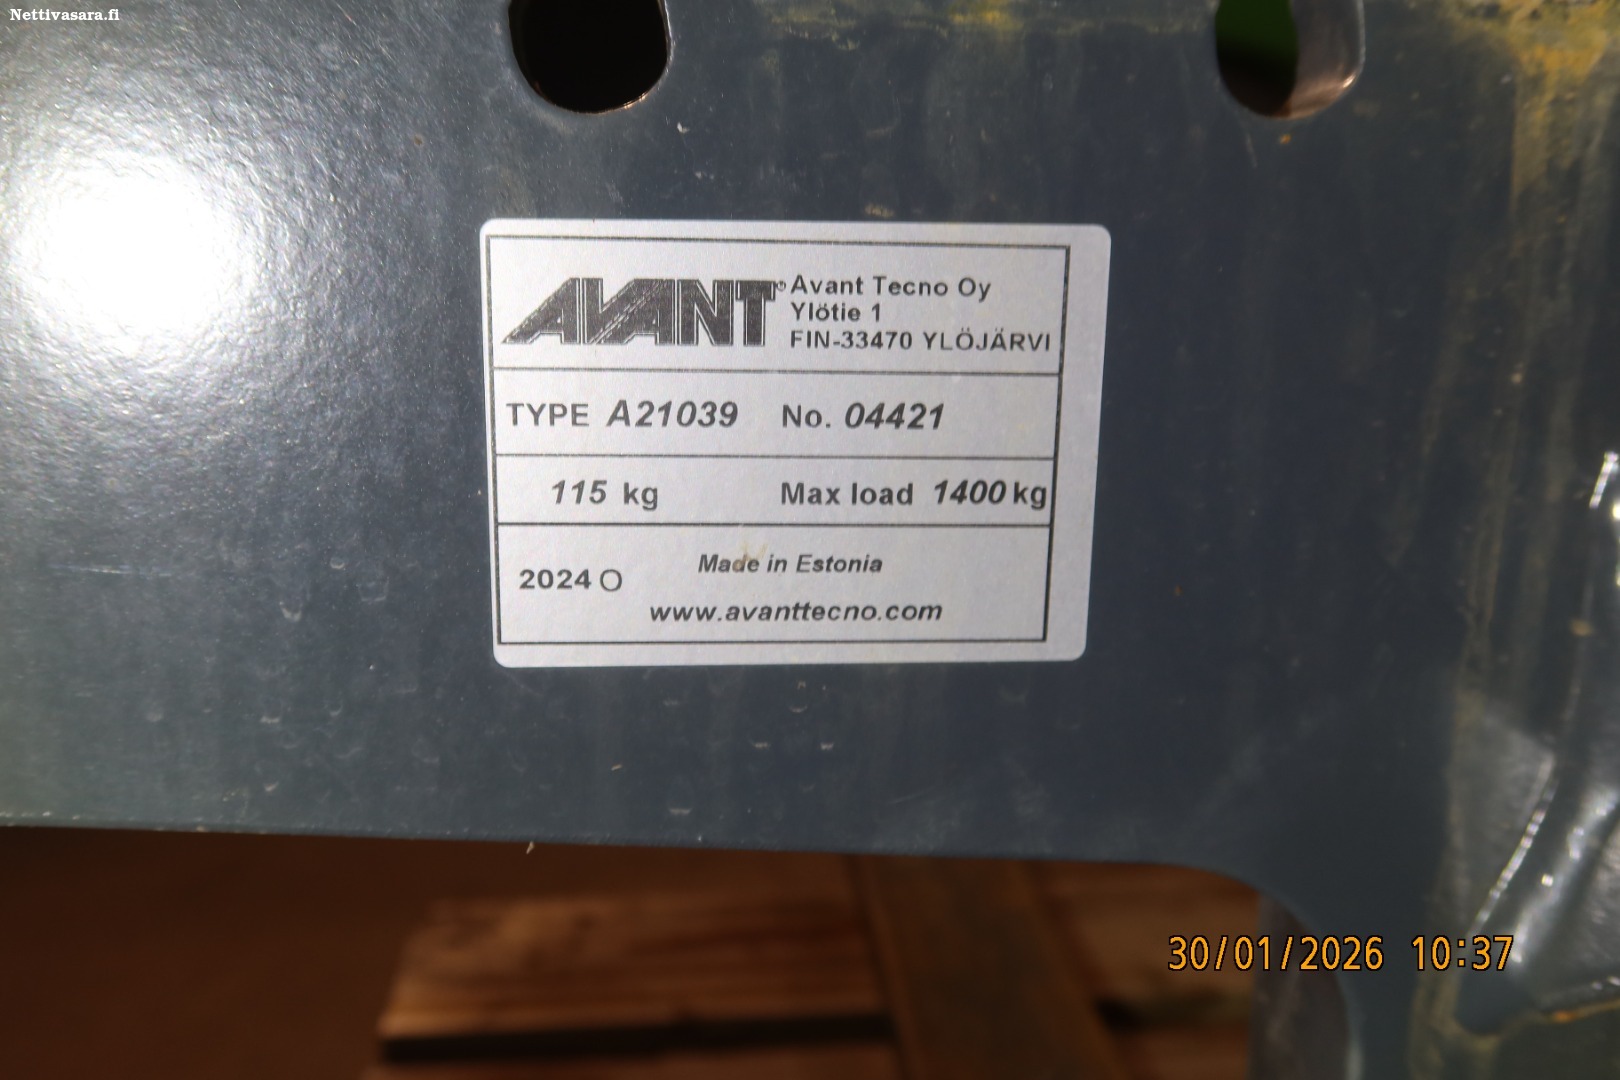 Nettivasara.fi
AVANT® Avant Tecno Oy
Ylötie 1
FIN-33470 YLÖJÄRVI
TYPE A21039 No. 04421
115 kg Max load 1400 kg
Made in Estonia
2024 O
www.avanttecno.com
30/01/2026 10:37